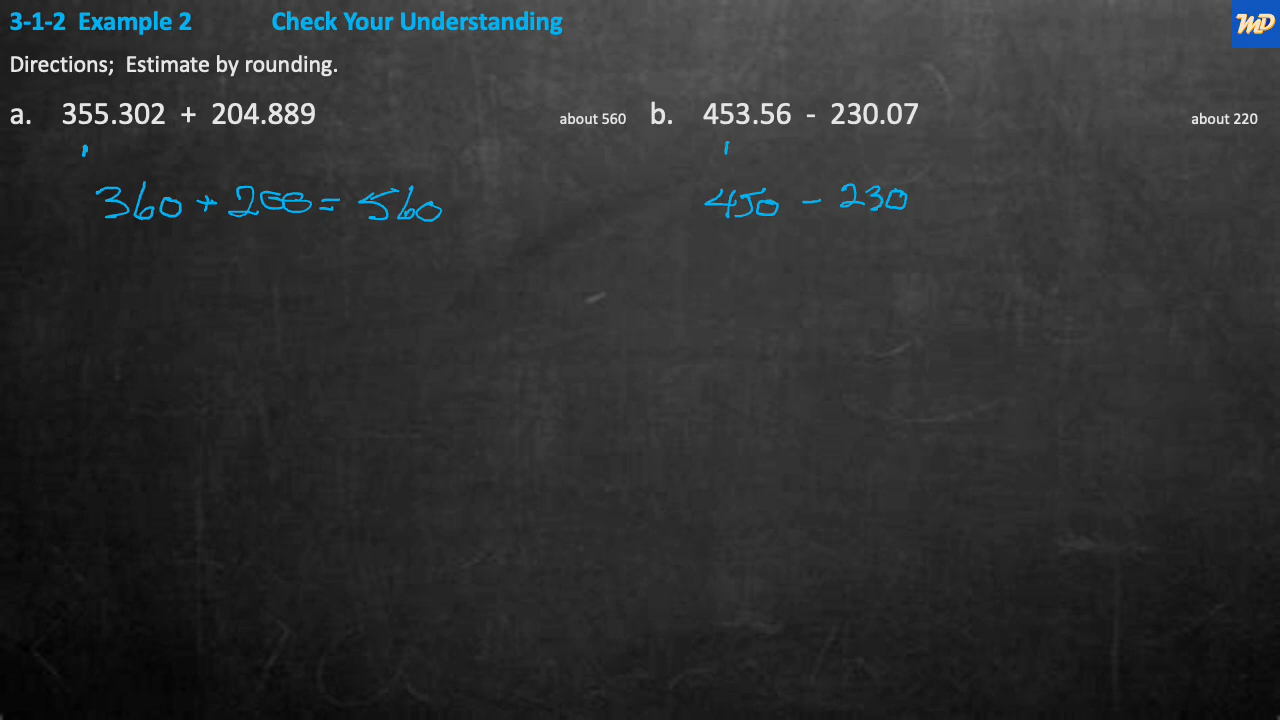 3-1-2 Example 2 Check Your Understanding
MD
Directions; Estimate by rounding.
a. 355.302 + 204.889 about 560 b. 453.56 - 230.07 about 220
360 + 200 = 560 450 - 230